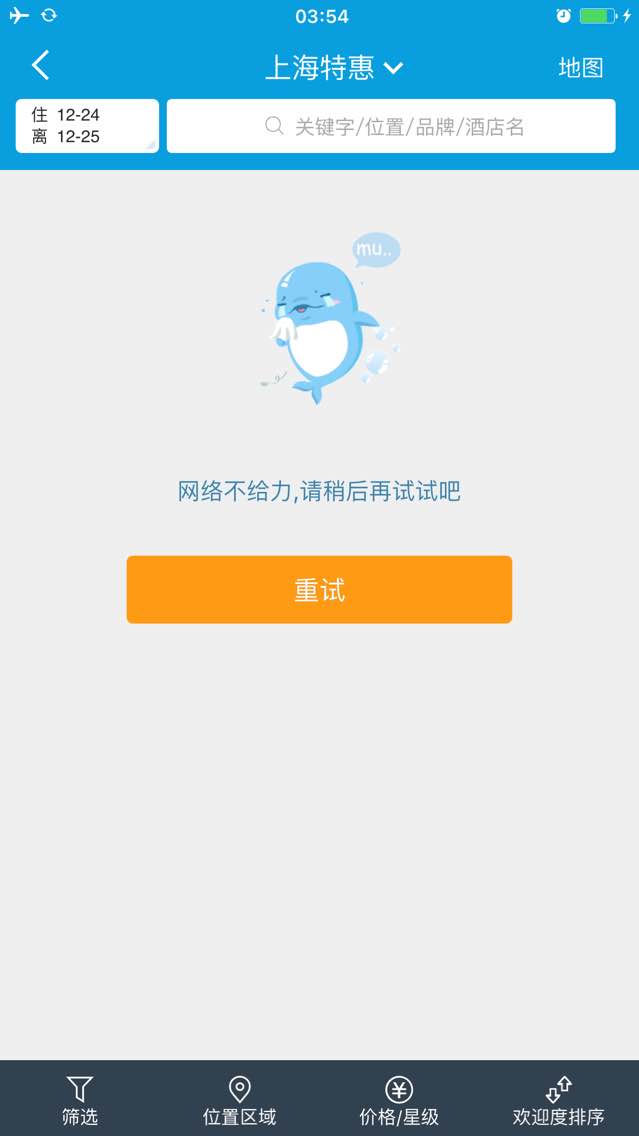 03:54
上海特惠
地图
住 12-24
离 12-25
关键字/位置/品牌/酒店名
mu..
网络不给力,请稍后再试试吧
重试
筛选
位置区域
价格/星级
欢迎度排序